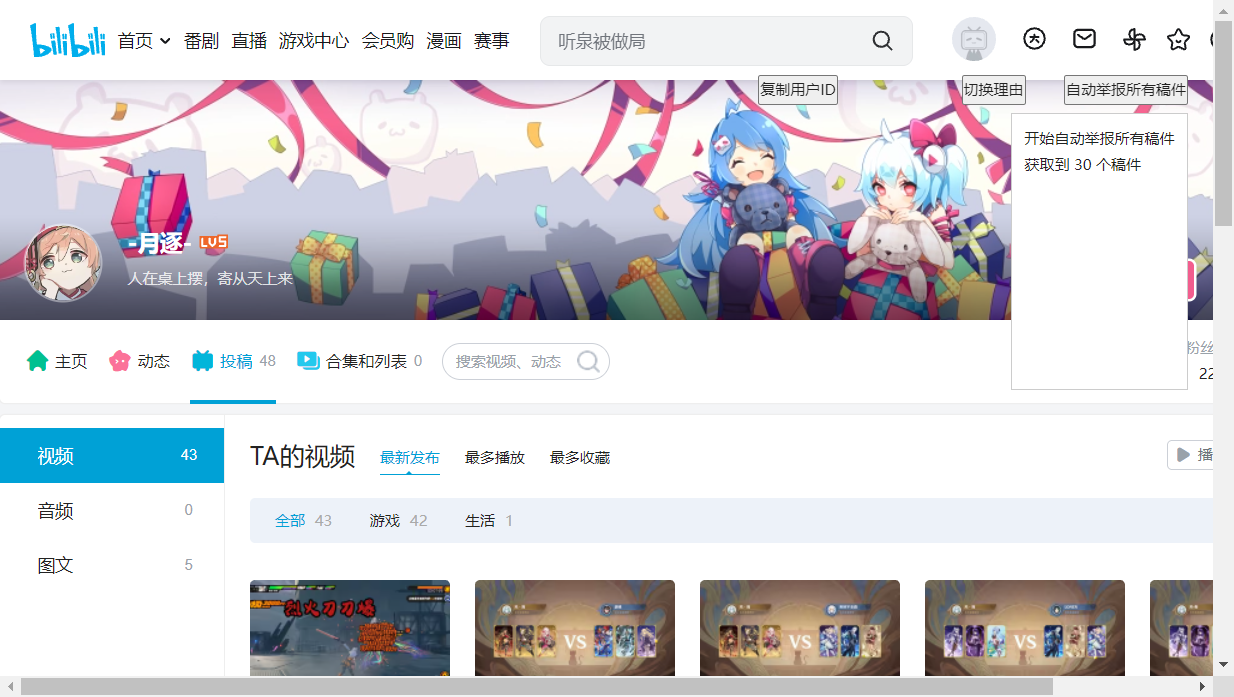 bilibili 首页 番剧 直播 游戏中心 会员购 漫画 赛事 听泉被做局
复制用户ID 切换理由 自动举报所有稿件
开始自动举报所有稿件
获取到 30 个稿件
-月逐- LV5
人在桌上摆，寄从天上来
主页 动态 投稿 48 合集和列表 0 搜索视频、动态 粉丝
22
视频 43
音频 0
图文 5
TA的视频 最新发布 最多播放 最多收藏 播
全部 43 游戏 42 生活 1
烈火刀刀爆
VS VS VS